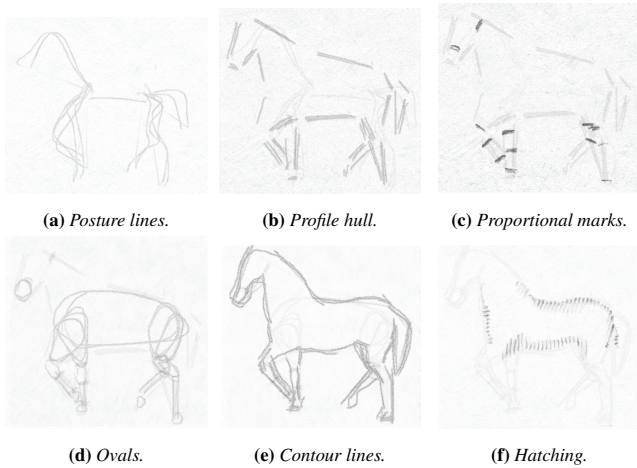 (a) Posture lines.
(b) Profile hull.
(c) Proportional marks.
(d) Ovals.
(e) Contour lines.
(f) Hatching.